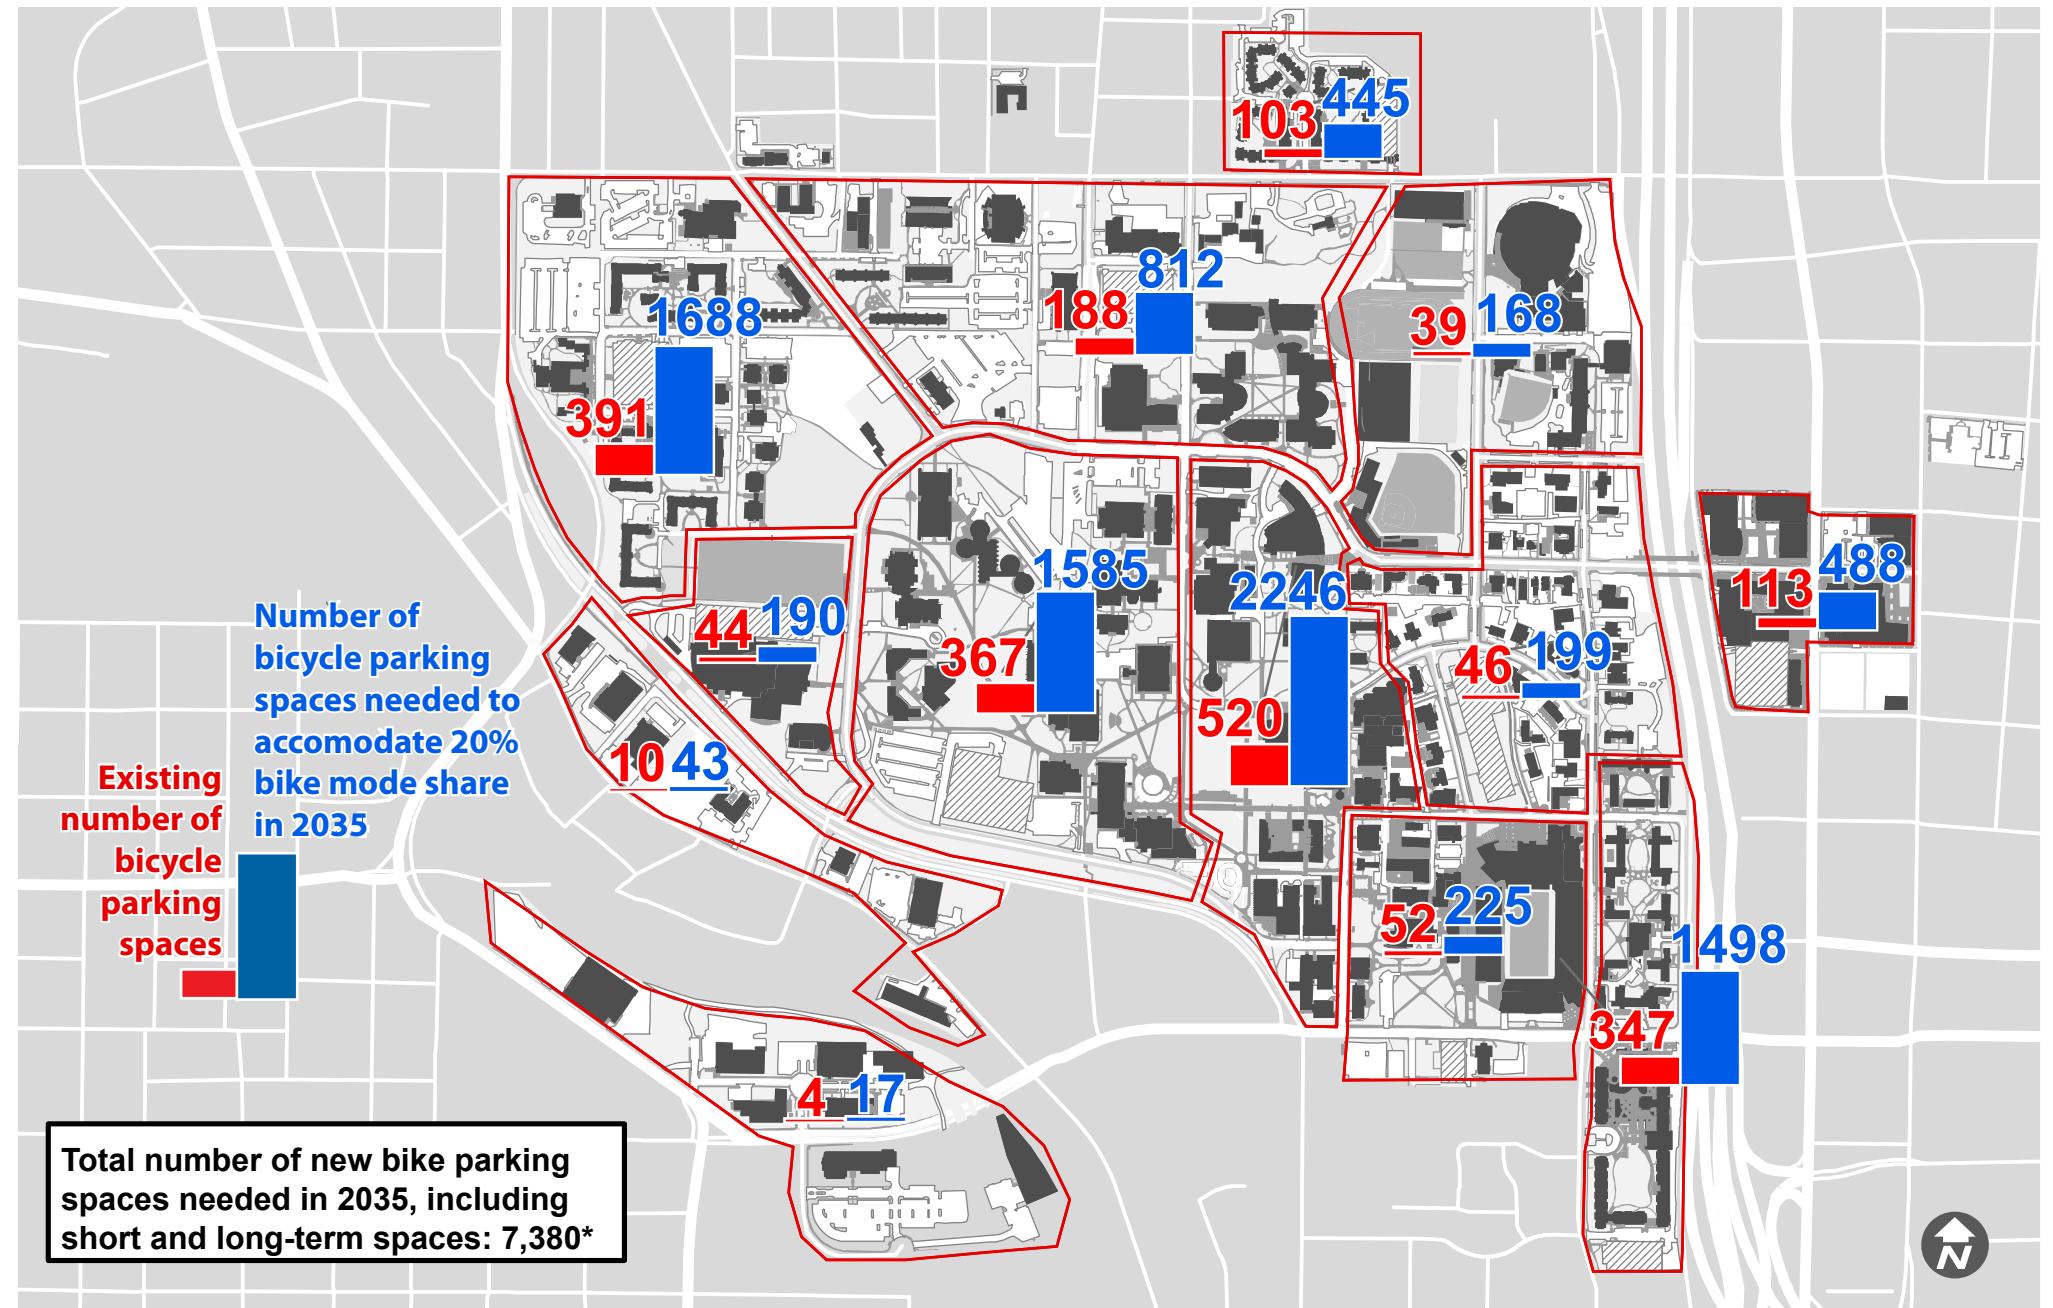 103
445
812
188
168
39
1688
391
1585
367
2246
520
488
113
190
44
199
46
10
43
Number of
bicycle parking
spaces needed to
accomodate 20%
bike mode share
in 2035
Existing
number of
bicycle
parking
spaces
225
52
1498
347
4
17
Total number of new bike parking
spaces needed in 2035, including
short and long-term spaces: 7,380*
N